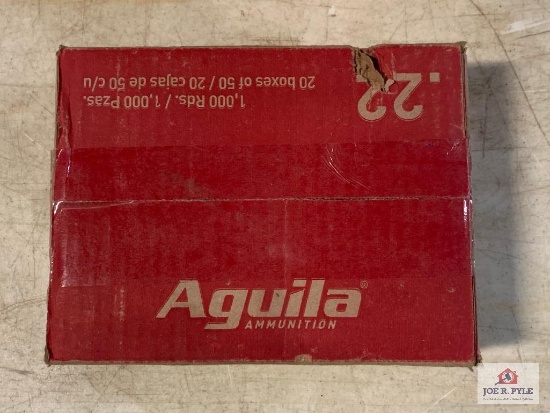 .22
1,000 Rds. / 1,000 Pzas.
20 boxes of 50 / 20 cajas de 50 c/u
Aguila®
AMMUNITION
JOE R. PYLE